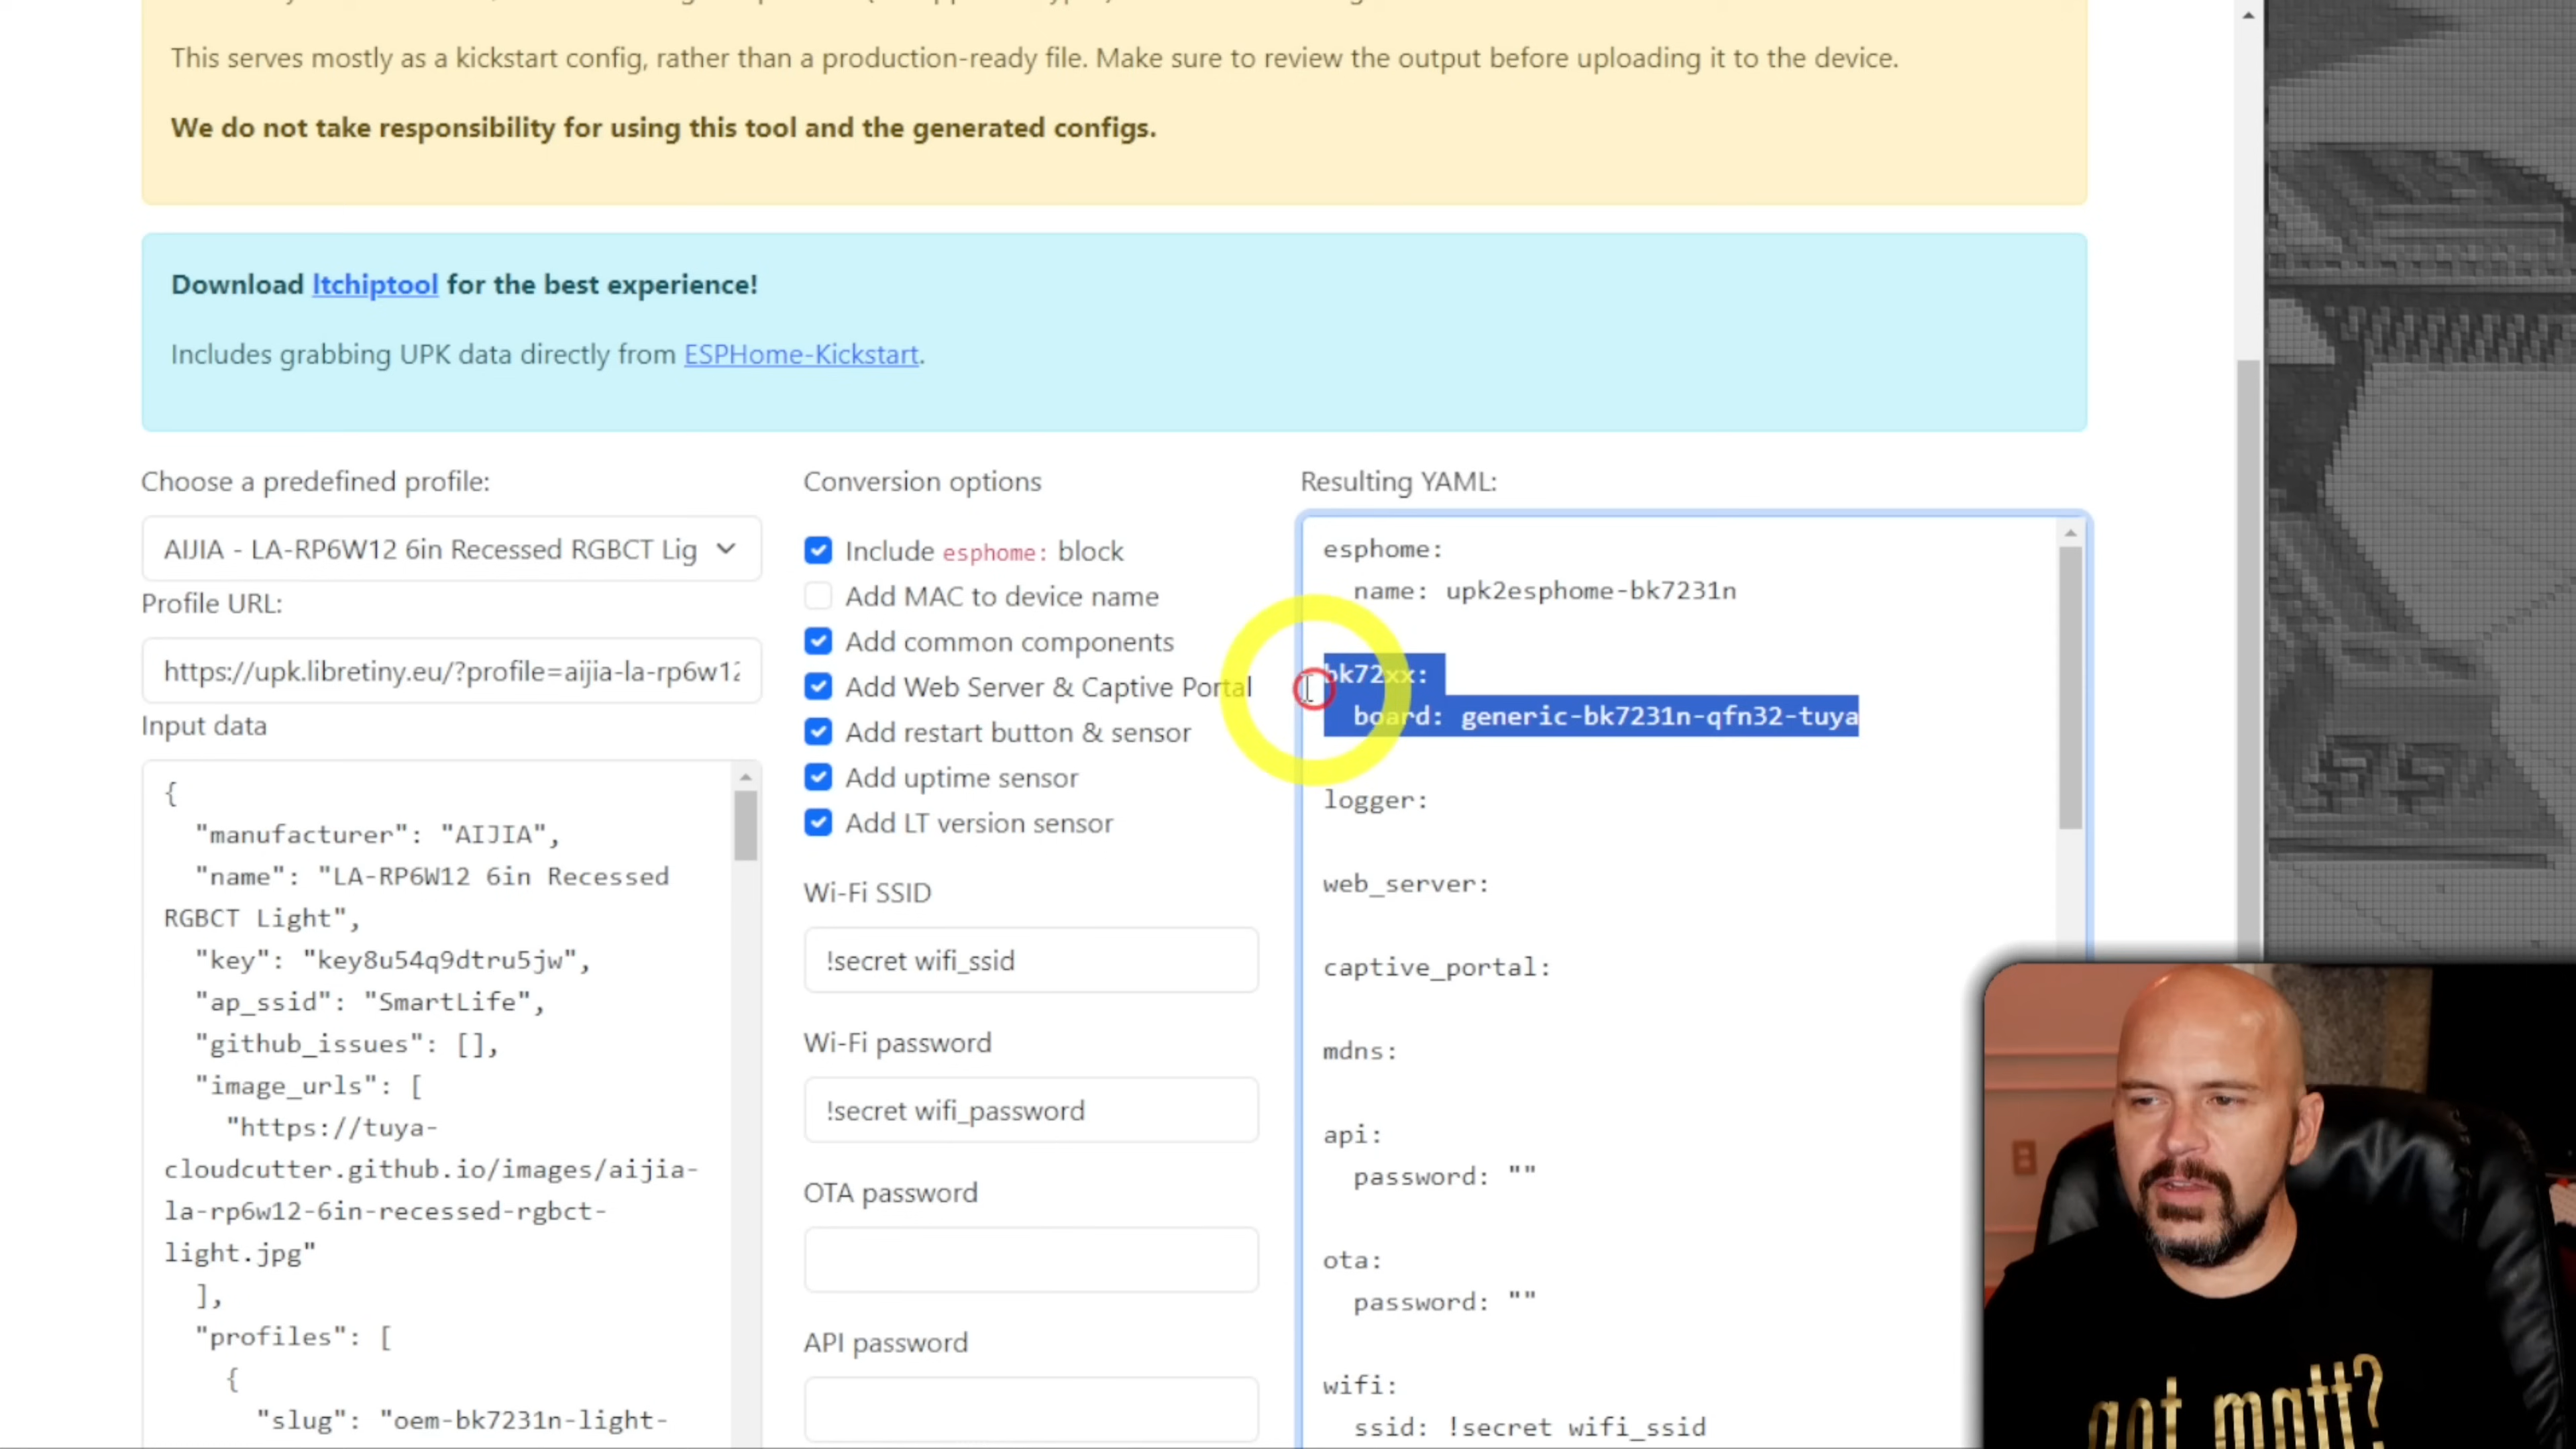 This serves mostly as a kickstart config, rather than a production-ready file. Make sure to review the output before uploading it to the device.
We do not take responsibility for using this tool and the generated configs.
Download ltchiptool for the best experience!
Includes grabbing UPK data directly from ESPHome-Kickstart.
Choose a predefined profile:
AIJIA - LA-RP6W12 6in Recessed RGBCT Lig
Profile URL:
https://upk.libretiny.eu/?profile=aijia-la-rp6w12
Input data
{
"manufacturer": "AIJIA",
"name": "LA-RP6W12 6in Recessed
RGBCT Light",
"key": "key8u54q9dtru5jw",
"ap_ssid": "SmartLife",
"github_issues": [],
"image_urls": [
"https://tuya-
cloudcutter.github.io/images/aijia-
la-rp6w12-6in-recessed-rgbct-
light.jpg"
],
"profiles": [
{
"slug": "oem-bk7231n-light-
Conversion options
Include esphome: block
Add MAC to device name
Add common components
Add Web Server & Captive Portal
Add restart button & sensor
Add uptime sensor
Add LT version sensor
Wi-Fi SSID
!secret wifi_ssid
Wi-Fi password
!secret wifi_password
OTA password
API password
Resulting YAML:
esphome:
name: upk2esphome-bk7231n
bk72xx:
board: generic-bk7231n-qfn32-tuya
logger:
web_server:
captive_portal:
mdns:
api:
password: ""
ota:
password: ""
wifi:
ssid: !secret wifi_ssid
got matt?